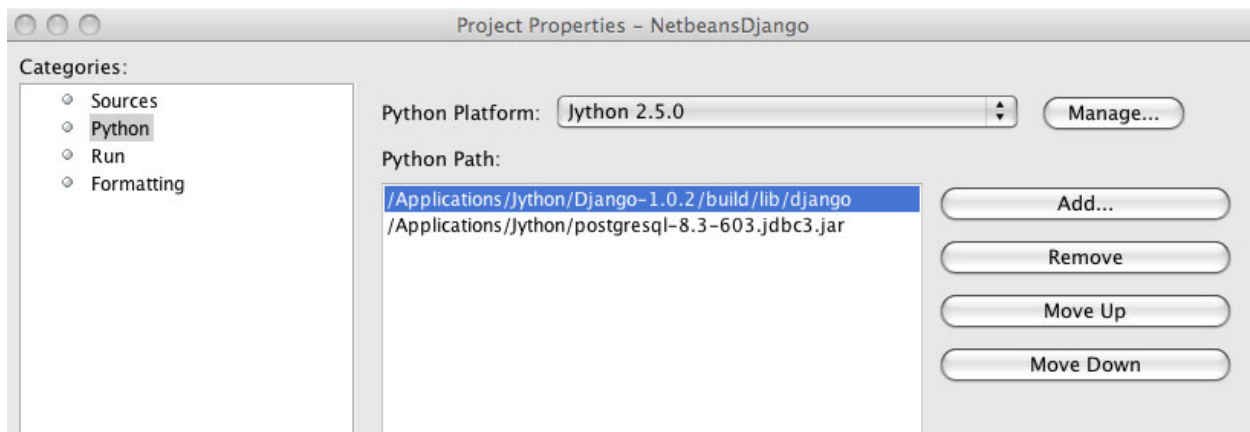 Project Properties – NetbeansDjango
Categories:
Sources
Python
Run
Formatting
Python Platform: Jython 2.5.0 Manage...
Python Path:
/Applications/Jython/Django-1.0.2/build/lib/django
/Applications/Jython/postgresql-8.3-603.jdbc3.jar
Add...
Remove
Move Up
Move Down